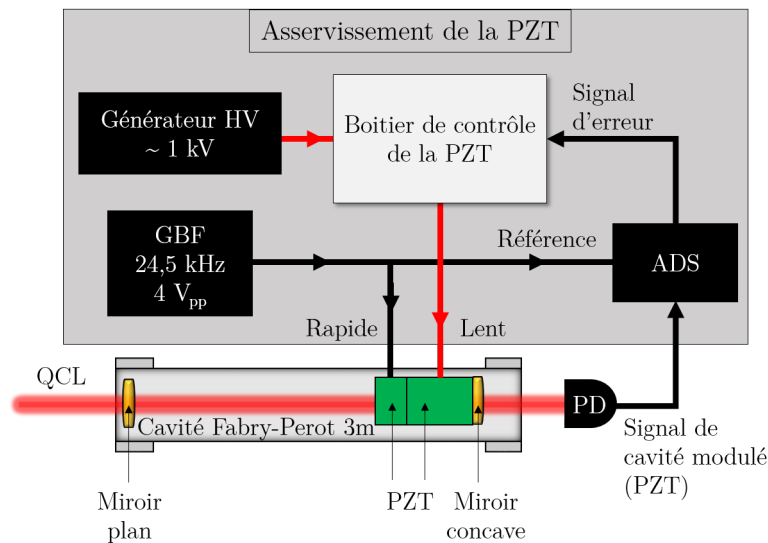 Asservissement de la PZT
Générateur HV
~ 1 kV
Boitier de contrôle
de la PZT
Signal
d'erreur
GBF
24,5 kHz
4 Vpp
Référence
ADS
Rapide
Lent
QCL
PD
Cavité Fabry-Perot 3m
Signal de
cavité modulé
(PZT)
Miroir
plan
PZT
Miroir
concave